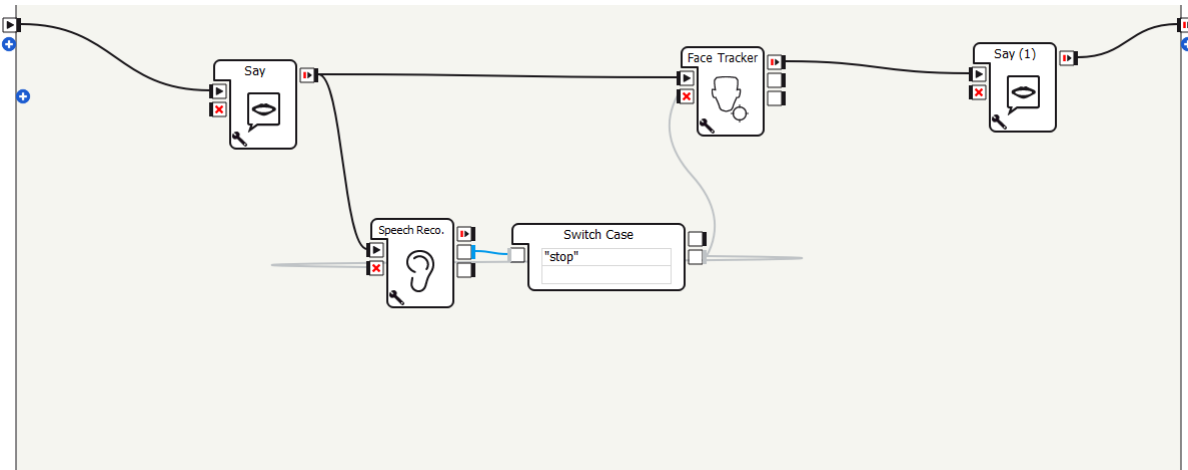 Say
Face Tracker
Say (1)
Speech Reco.
Switch Case
"stop"